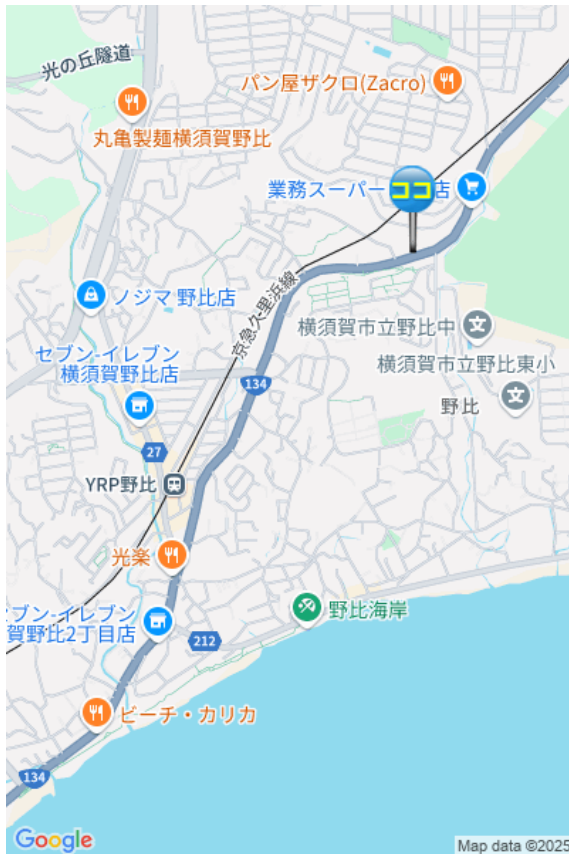 光の丘隧道
パン屋ザクロ(Zacro)
丸亀製麺横須賀野比
業務スーパー
ココ
店
ノジマ 野比店
京急久里浜線
横須賀市立野比中
セブン-イレブン
横須賀野比店
横須賀市立野比東小
134
野比
27
YRP野比
光楽
野比海岸
ブン-イレブン
賀野比2丁目店
212
ビーチ・カリカ
134
Google
Map data ©2025